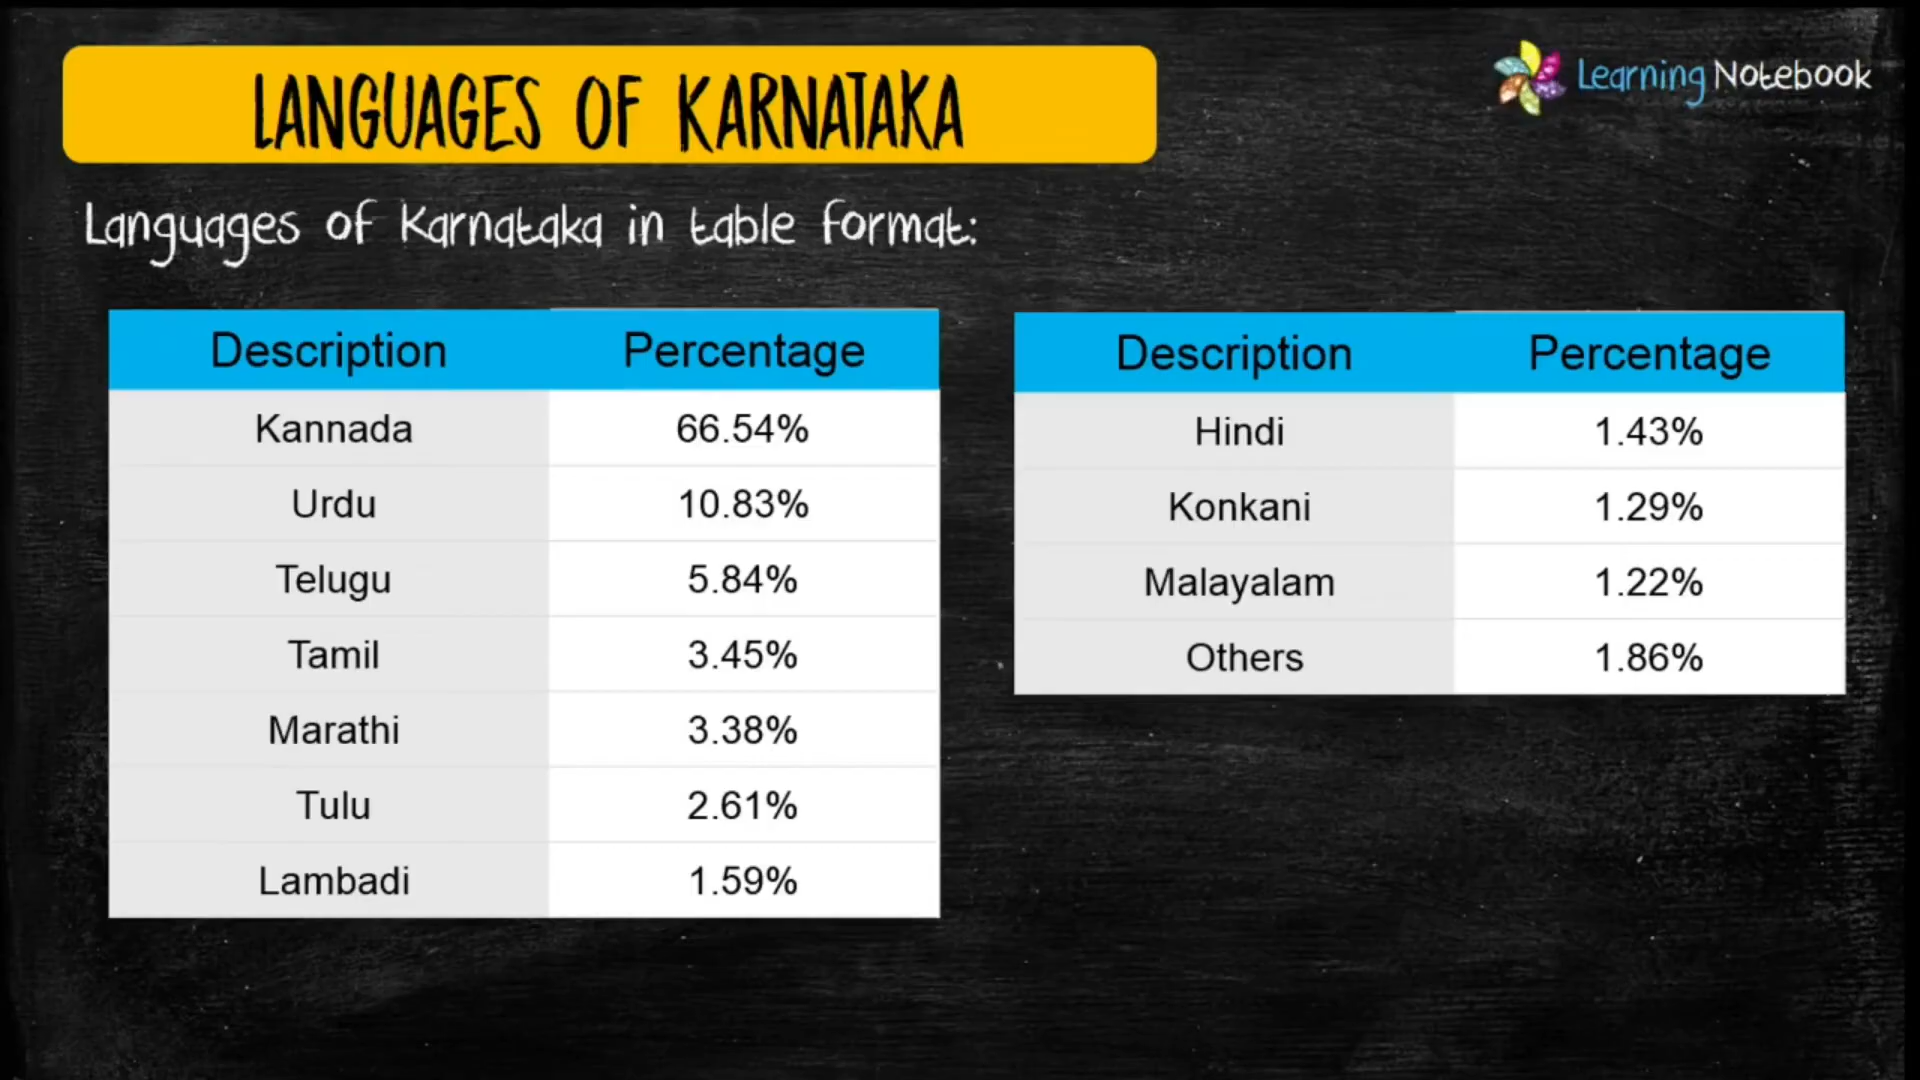 LANGUAGES OF KARNATAKA
Learning Notebook
Languages of Karnataka in table format:
Description Percentage
Kannada 66.54%
Urdu 10.83%
Telugu 5.84%
Tamil 3.45%
Marathi 3.38%
Tulu 2.61%
Lambadi 1.59%
Description Percentage
Hindi 1.43%
Konkani 1.29%
Malayalam 1.22%
Others 1.86%